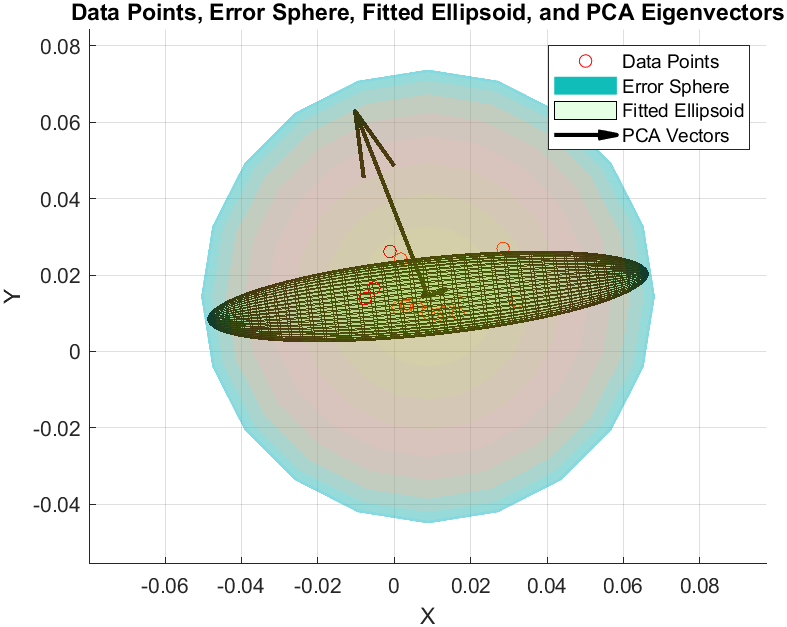 Data Points, Error Sphere, Fitted Ellipsoid, and PCA Eigenvectors
0.08
Data Points
Error Sphere
Fitted Ellipsoid
PCA Vectors
0.06
0.04
0.02
Y
0
-0.02
-0.04
-0.06 -0.04 -0.02 0 0.02 0.04 0.06 0.08
X